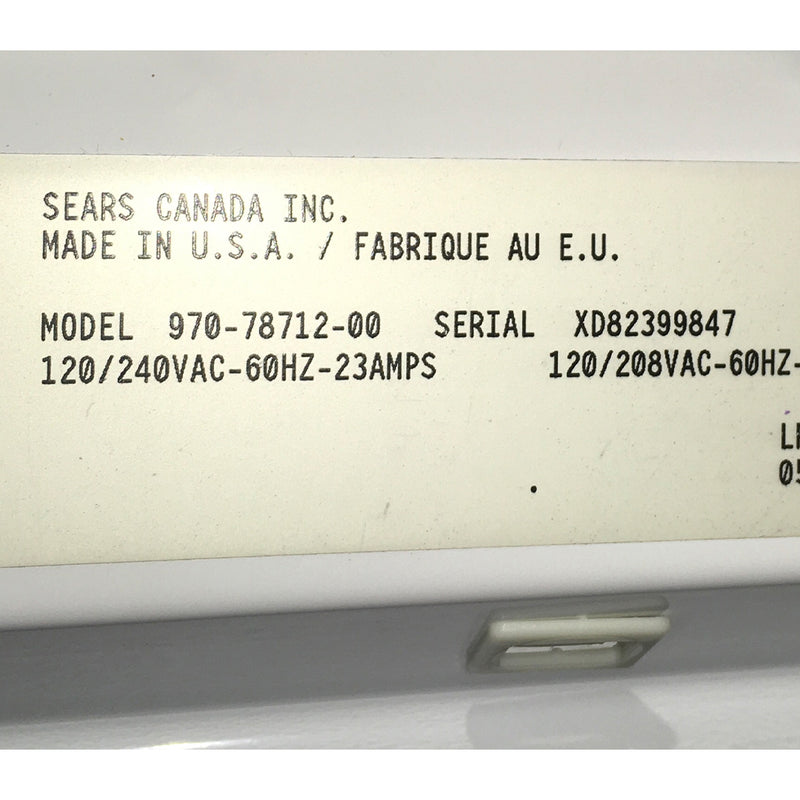 SEARS CANADA INC.
MADE IN U.S.A. / FABRIQUE AU E.U.
MODEL 970-78712-00 SERIAL XD82399847
120/240VAC-60HZ-23AMPS 120/208VAC-60HZ-
05